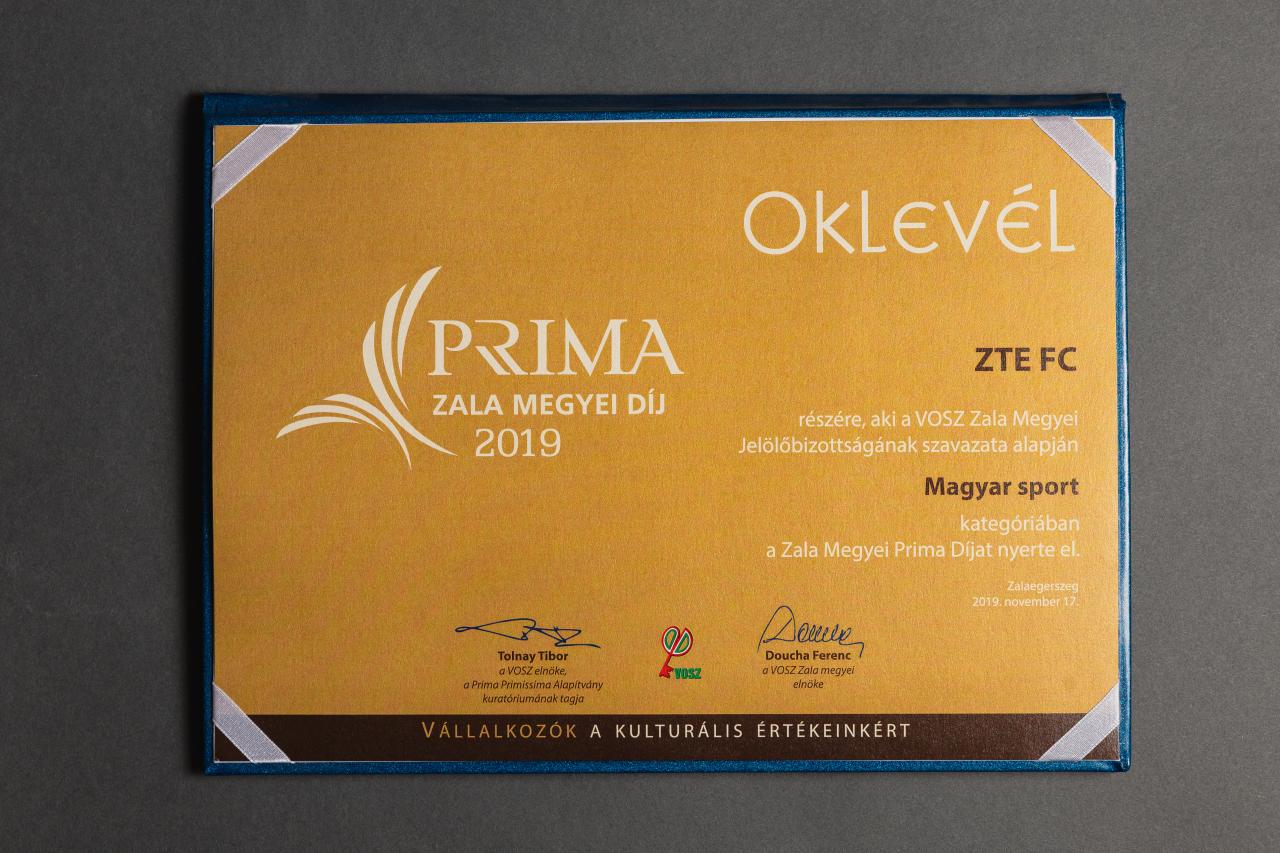 Oklevél
PRIMA
ZALA MEGYEI DÍJ
2019
ZTE FC
részére, aki a VOSZ Zala Megyei
Jelölőbizottságának szavazata alapján
Magyar sport
kategóriában
a Zala Megyei Prima Díjat nyerte el.
Zalaegerszeg
2019. november 17.
Tolnay Tibor
a VOSZ elnöke,
a Prima Primissima Alapítvány
kuratóriumának tagja
VOSZ
Doucha Ferenc
a VOSZ Zala megyei
elnöke
VÁLLALKOZÓK A KULTURÁLIS ÉRTÉKEINKÉRT